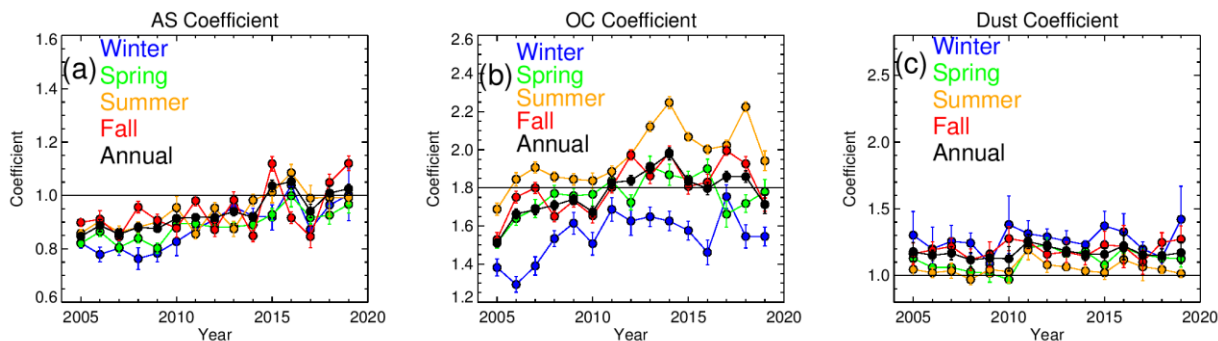 AS Coefficient
(a)
Winter
Spring
Summer
Fall
Annual
Coefficient
1.6
1.4
1.2
1.0
0.8
0.6
2005 2010 2015 2020
Year
OC Coefficient
(b)
Winter
Spring
Summer
Fall
Annual
Coefficient
2.6
2.4
2.2
2.0
1.8
1.6
1.4
1.2
2005 2010 2015 2020
Year
Dust Coefficient
(c)
Winter
Spring
Summer
Fall
Annual
Coefficient
2.5
2.0
1.5
1.0
2005 2010 2015 2020
Year